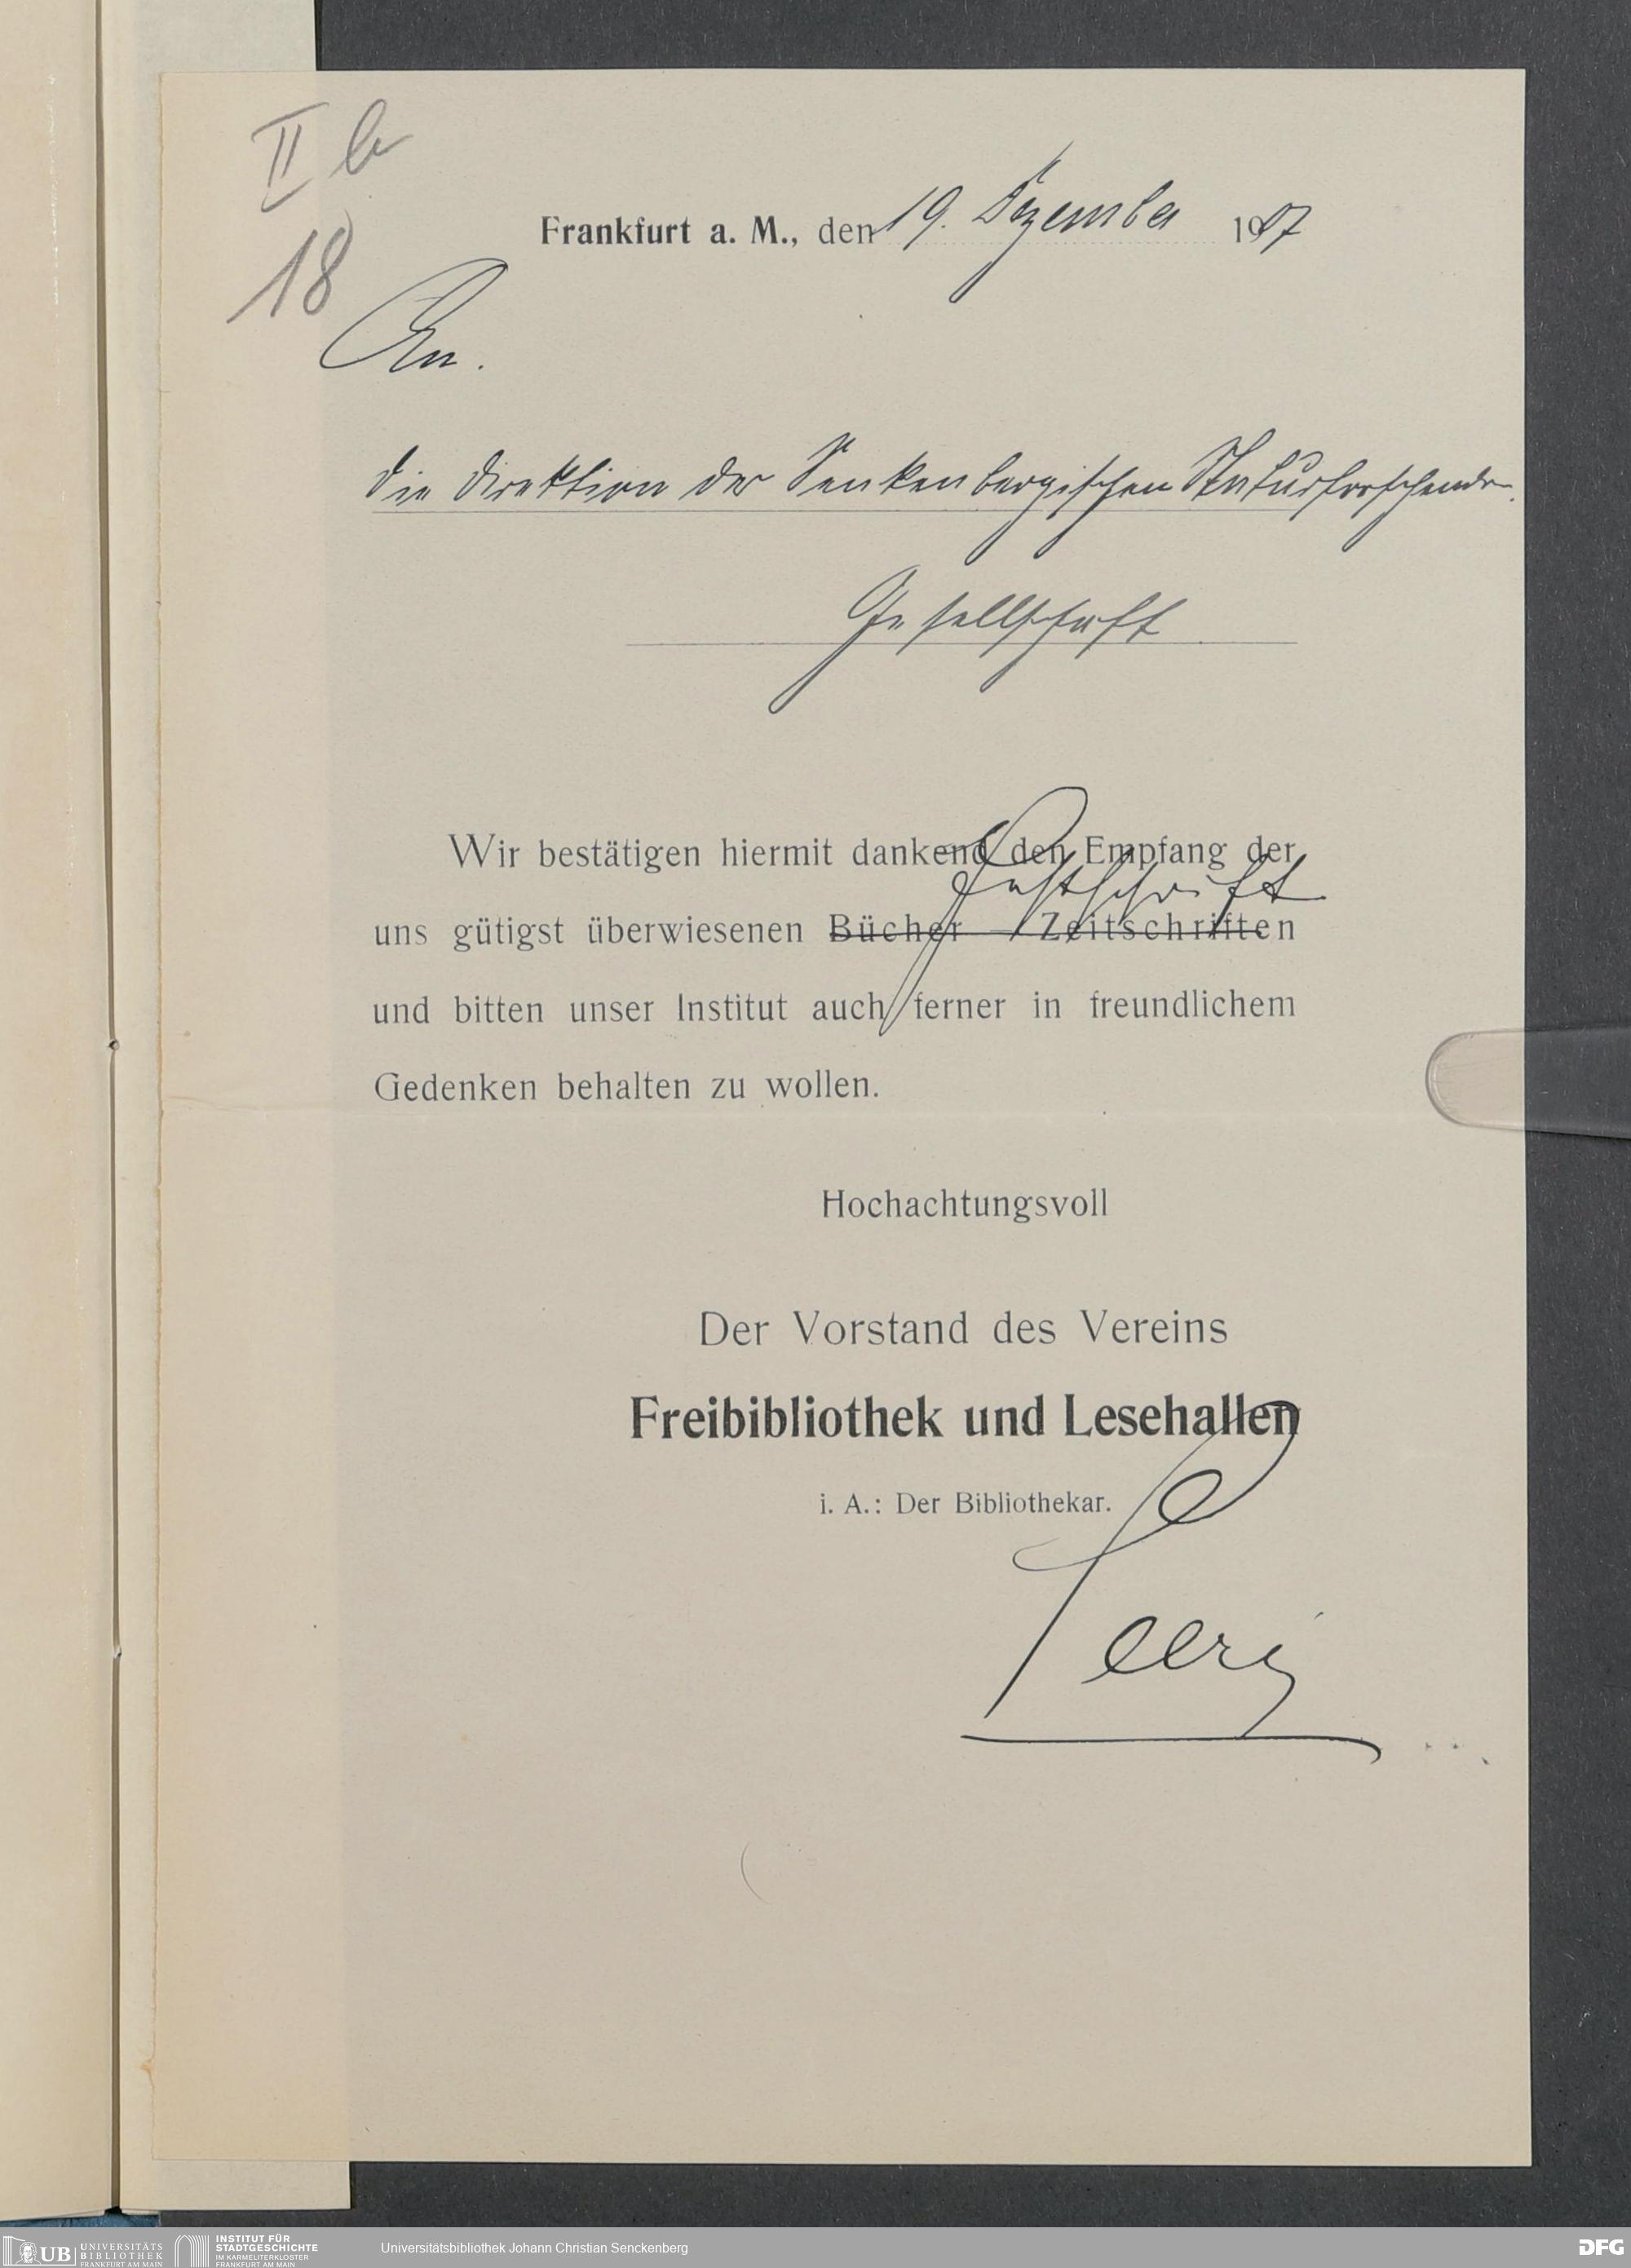 II b
18
Frankfurt a. M., den 19. Dezember 1907
An.
die Direktion der Senkenbergischen Naturforschenden
Gesellschaft
Wir bestätigen hiermit dankend den Empfang der
Festschrift
uns gütigst überwiesenen Bücher – Zeitschriften
und bitten unser Institut auch ferner in freundlichem
Gedenken behalten zu wollen.
Hochachtungsvoll
Der Vorstand des Vereins
Freibibliothek und Lesehallen
i. A.: Der Bibliothekar.
UB UNIVERSITÄTS
BIBLIOTHEK
FRANKFURT AM MAIN
INSTITUT FÜR
STADTGESCHICHTE
IM KARMELITERKLOSTER
FRANKFURT AM MAIN
Universitätsbibliothek Johann Christian Senckenberg
DFG